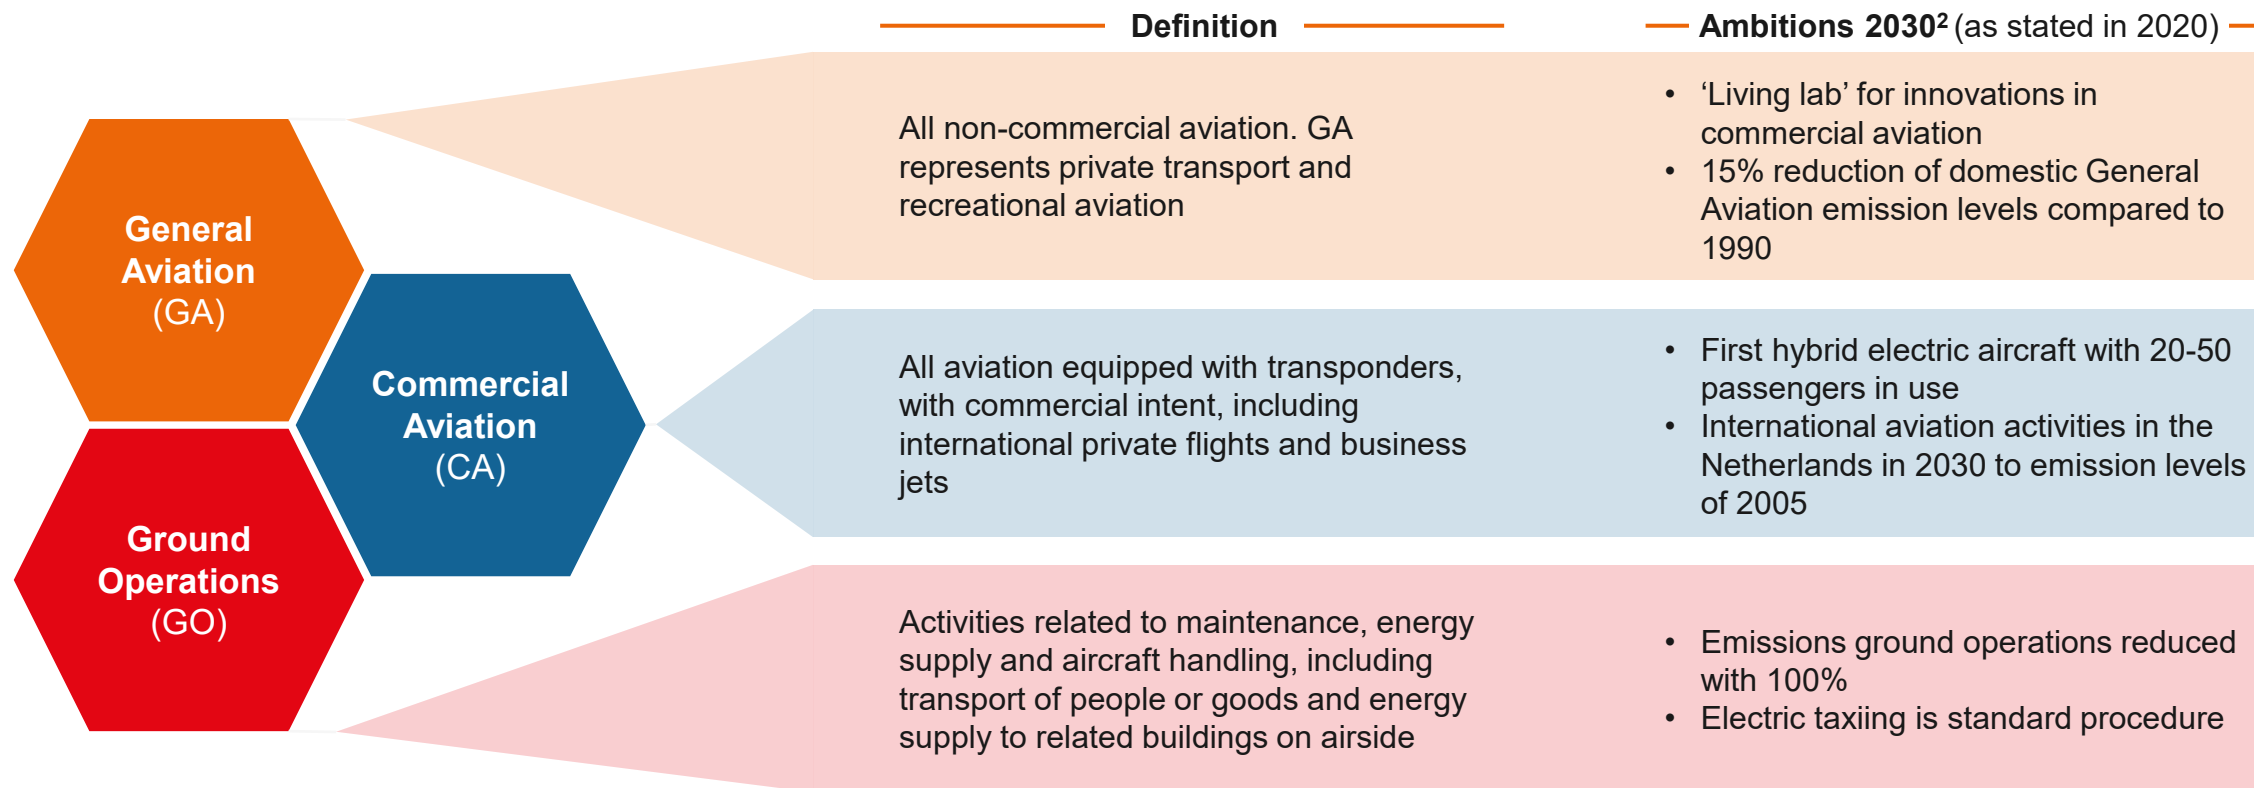 Definition
Ambitions 2030² (as stated in 2020)
General
Aviation
(GA)
All non-commercial aviation. GA
represents private transport and
recreational aviation
• ‘Living lab’ for innovations in
commercial aviation
• 15% reduction of domestic General
Aviation emission levels compared to
1990
Commercial
Aviation
(CA)
All aviation equipped with transponders,
with commercial intent, including
international private flights and business
jets
• First hybrid electric aircraft with 20-50
passengers in use
• International aviation activities in the
Netherlands in 2030 to emission levels
of 2005
Ground
Operations
(GO)
Activities related to maintenance, energy
supply and aircraft handling, including
transport of people or goods and energy
supply to related buildings on airside
• Emissions ground operations reduced
with 100%
• Electric taxiing is standard procedure